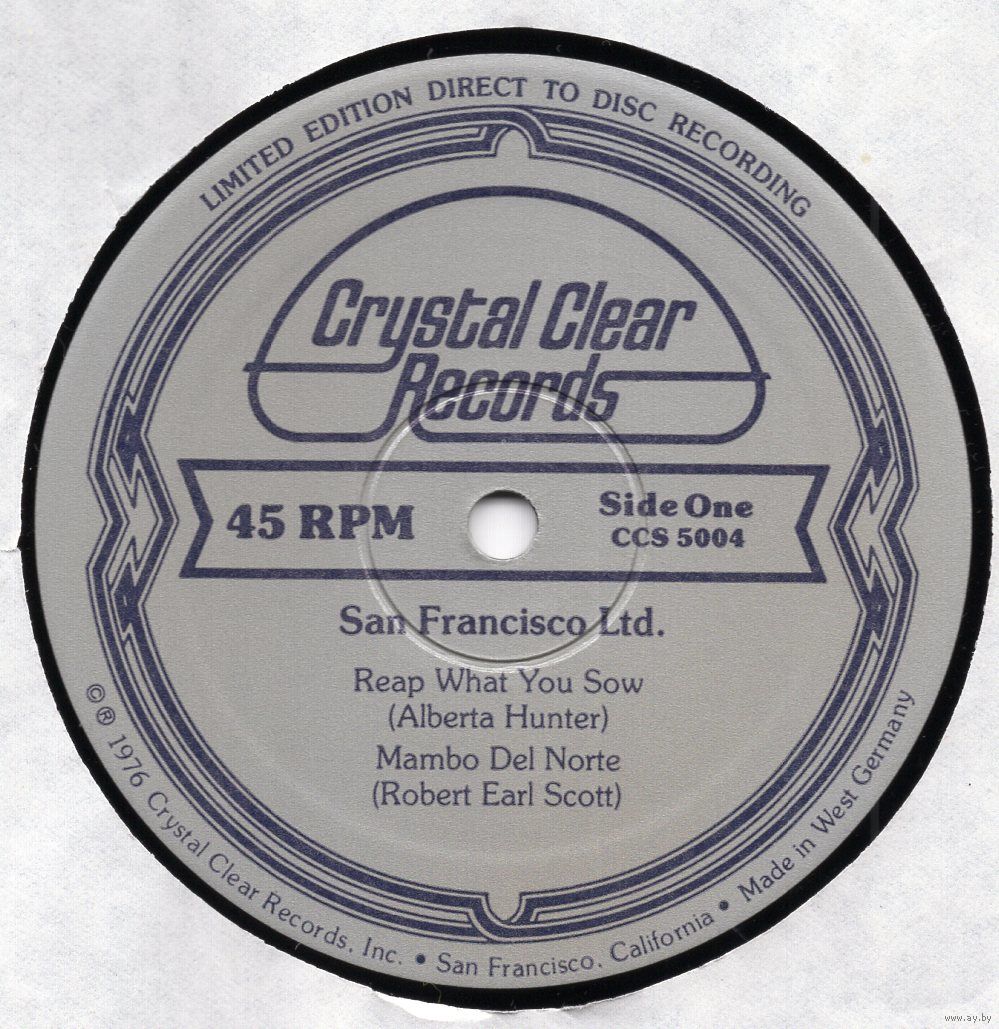 LIMITED EDITION DIRECT TO DISC RECORDING
Crystal Clear
Records
45 RPM
Side One
CCS 5004
San Francisco Ltd.
Reap What You Sow
(Alberta Hunter)
Mambo Del Norte
(Robert Earl Scott)
©℗ 1976 Crystal Clear Records, Inc. • San Francisco, California • Made in West Germany
www.ay.by